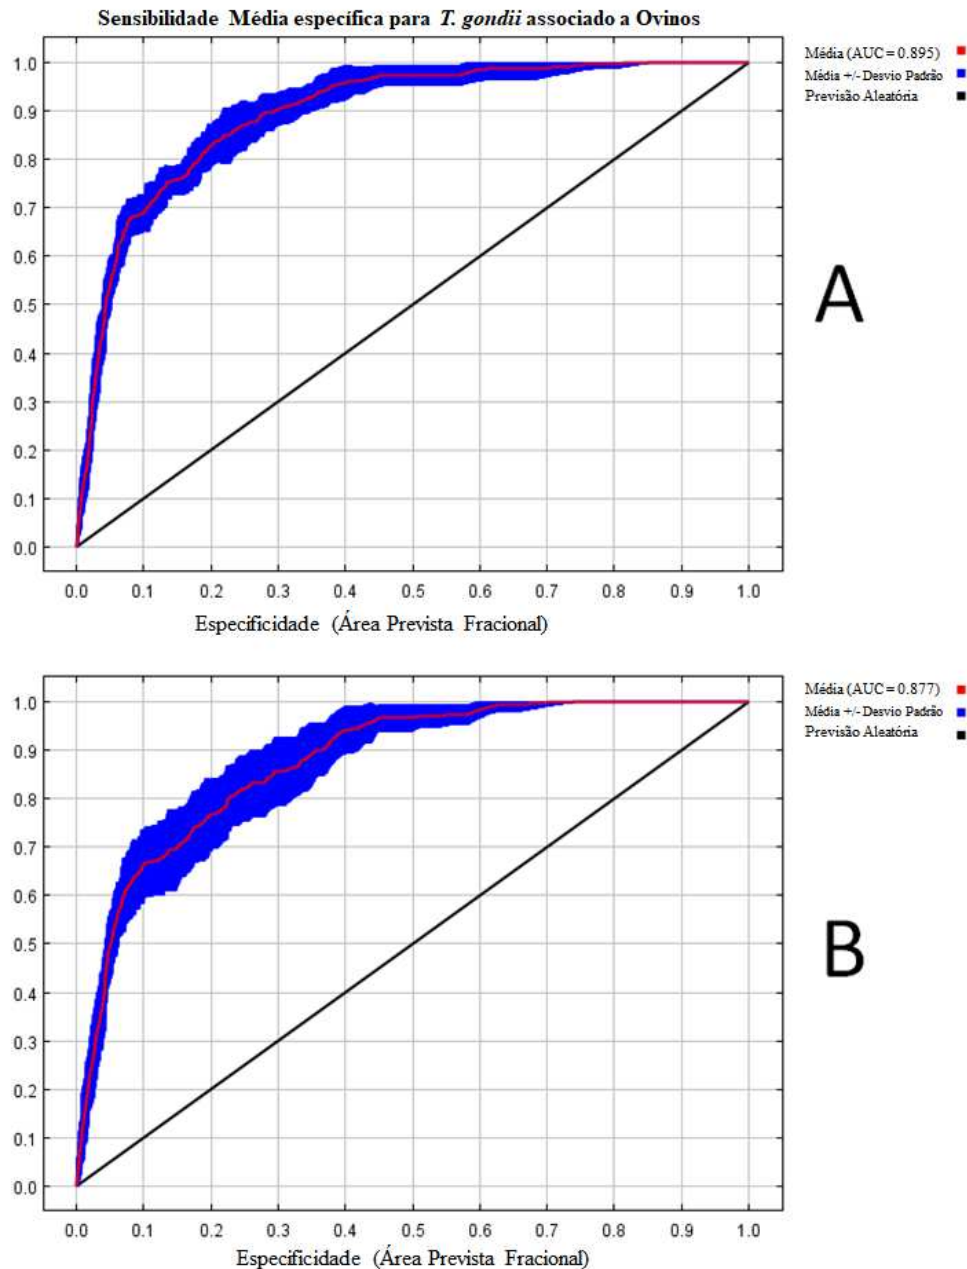 Sensibilidade Média específica para T. gondii associado a Ovinos
Média (AUC = 0.895)
Média +/- Desvio Padrão
Previsão Aleatória
1.0
0.9
0.8
0.7
0.6
0.5
0.4
0.3
0.2
0.1
0.0
A
0.0 0.1 0.2 0.3 0.4 0.5 0.6 0.7 0.8 0.9 1.0
Especificidade (Área Prevista Fracional)
Média (AUC = 0.877)
Média +/- Desvio Padrão
Previsão Aleatória
1.0
0.9
0.8
0.7
0.6
0.5
0.4
0.3
0.2
0.1
0.0
B
0.0 0.1 0.2 0.3 0.4 0.5 0.6 0.7 0.8 0.9 1.0
Especificidade (Área Prevista Fracional)